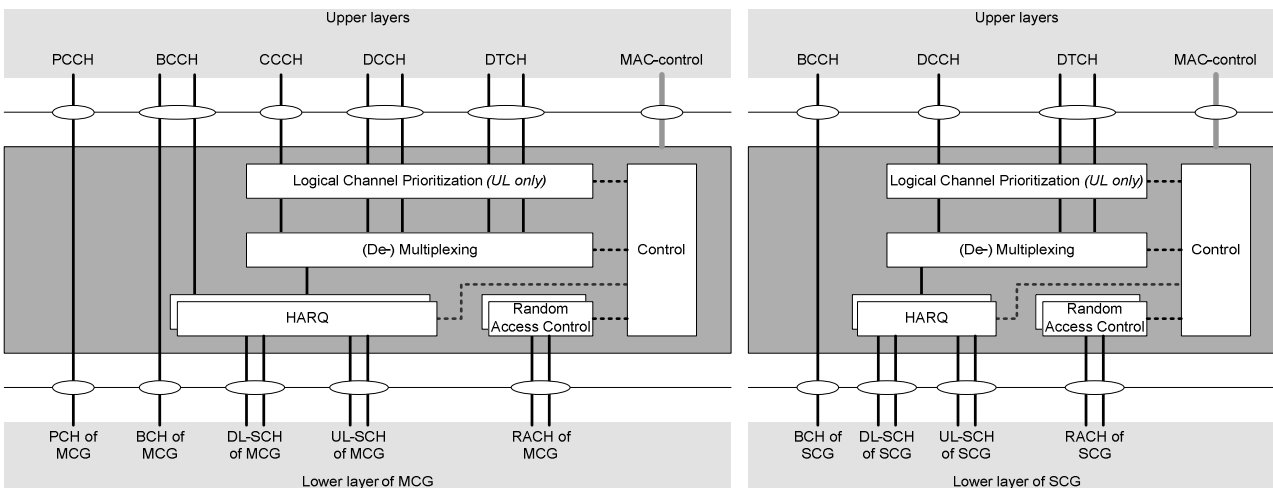 Upper layers
PCCH
BCCH
CCCH
DCCH
DTCH
MAC-control
Logical Channel Prioritization (UL only)
(De-) Multiplexing
Control
HARQ
Random
Access Control
PCH of
MCG
BCH of
MCG
DL-SCH
of MCG
UL-SCH
of MCG
RACH of
MCG
Lower layer of MCG
Upper layers
BCCH
DCCH
DTCH
MAC-control
Logical Channel Prioritization (UL only)
(De-) Multiplexing
Control
HARQ
Random
Access Control
BCH of
SCG
DL-SCH
of SCG
UL-SCH
of SCG
RACH of
SCG
Lower layer of SCG